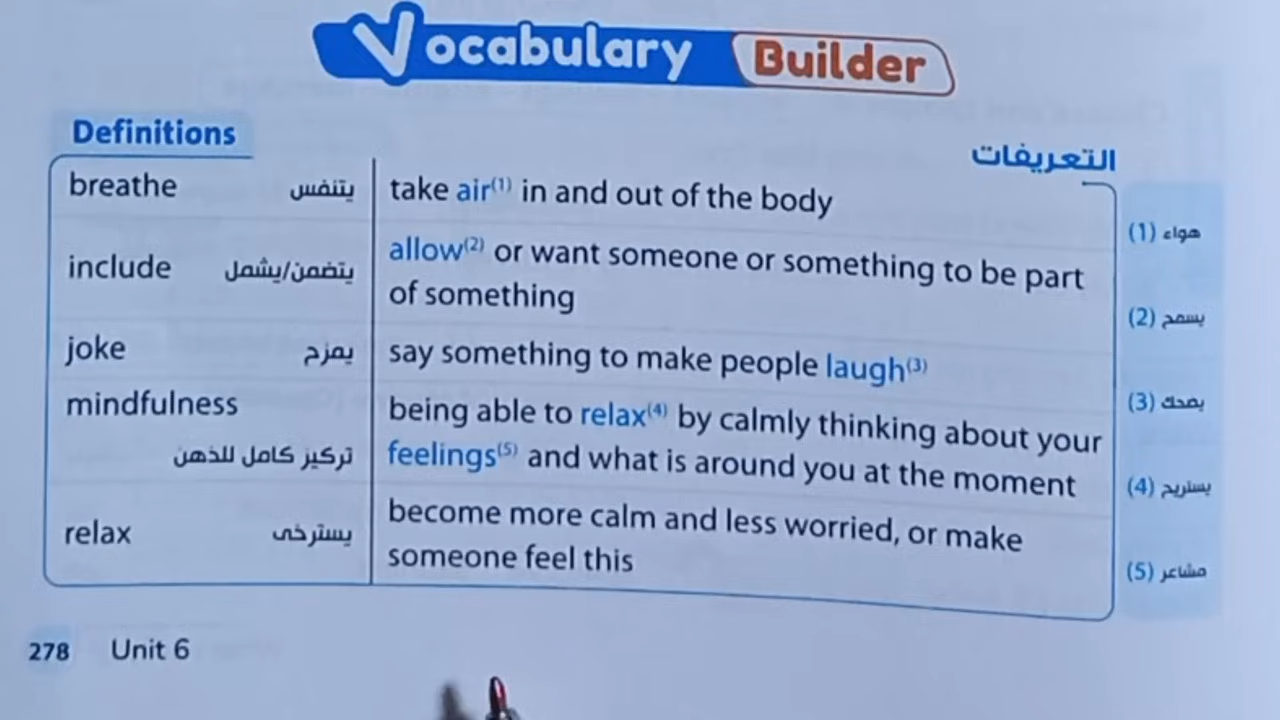 Vocabulary Builder
Definitions
التعريفات
breathe يتنفس take air(1) in and out of the body
(1) هواء
include يتضمن/يشمل allow(2) or want someone or something to be part
of something
(2) يسمح
joke يمزح say something to make people laugh(3)
(3) يضحك
mindfulness being able to relax(4) by calmly thinking about your
تركيز كامل للذهن feelings(5) and what is around you at the moment
(4) يستريح
relax يسترخى become more calm and less worried, or make
someone feel this
(5) مشاعر
278 Unit 6